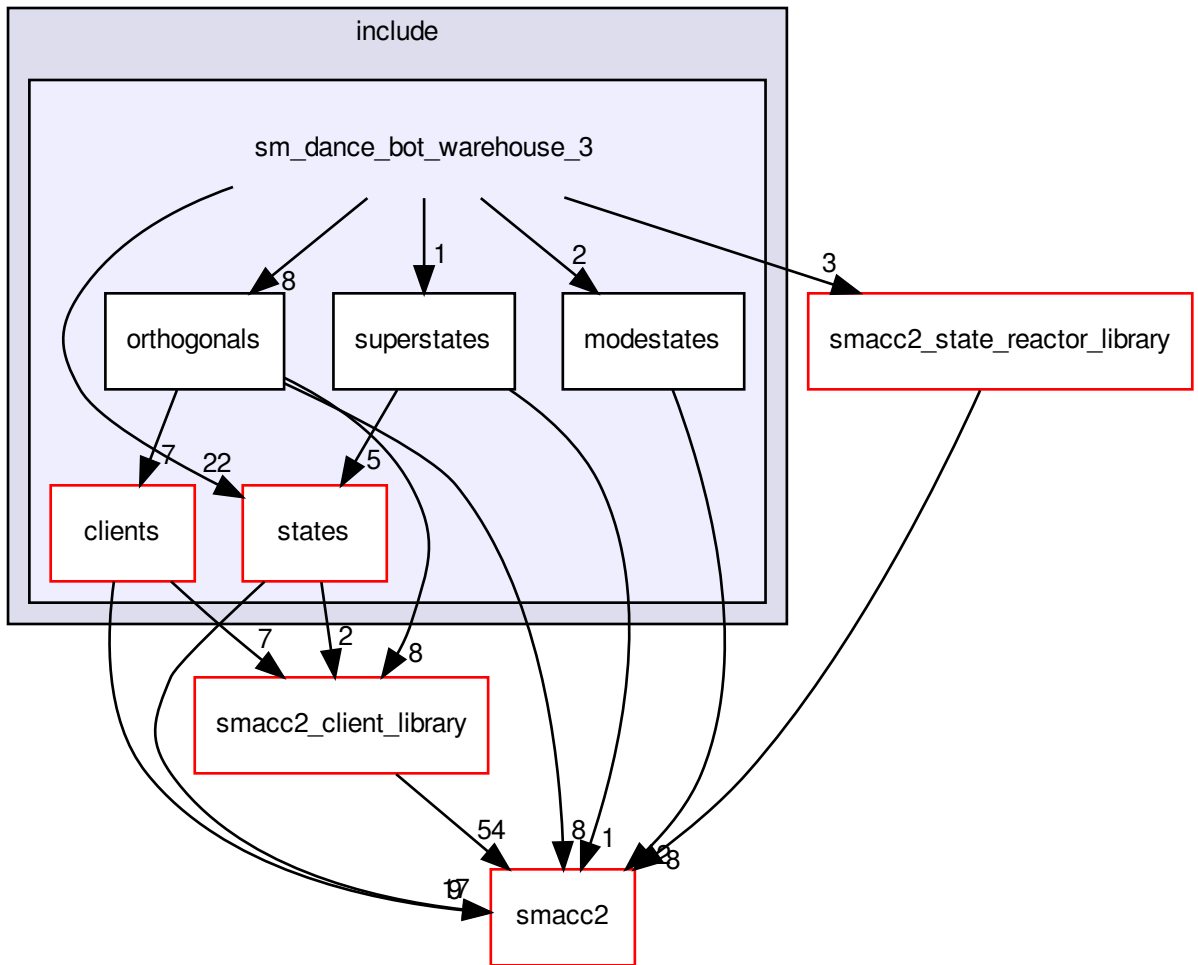 include
sm_dance_bot_warehouse_3
1
2
3
8
orthogonals
superstates
modestates
smacc2_state_reactor_library
7
22
5
clients
states
7
2
8
smacc2_client_library
54
8
1
8
smacc2